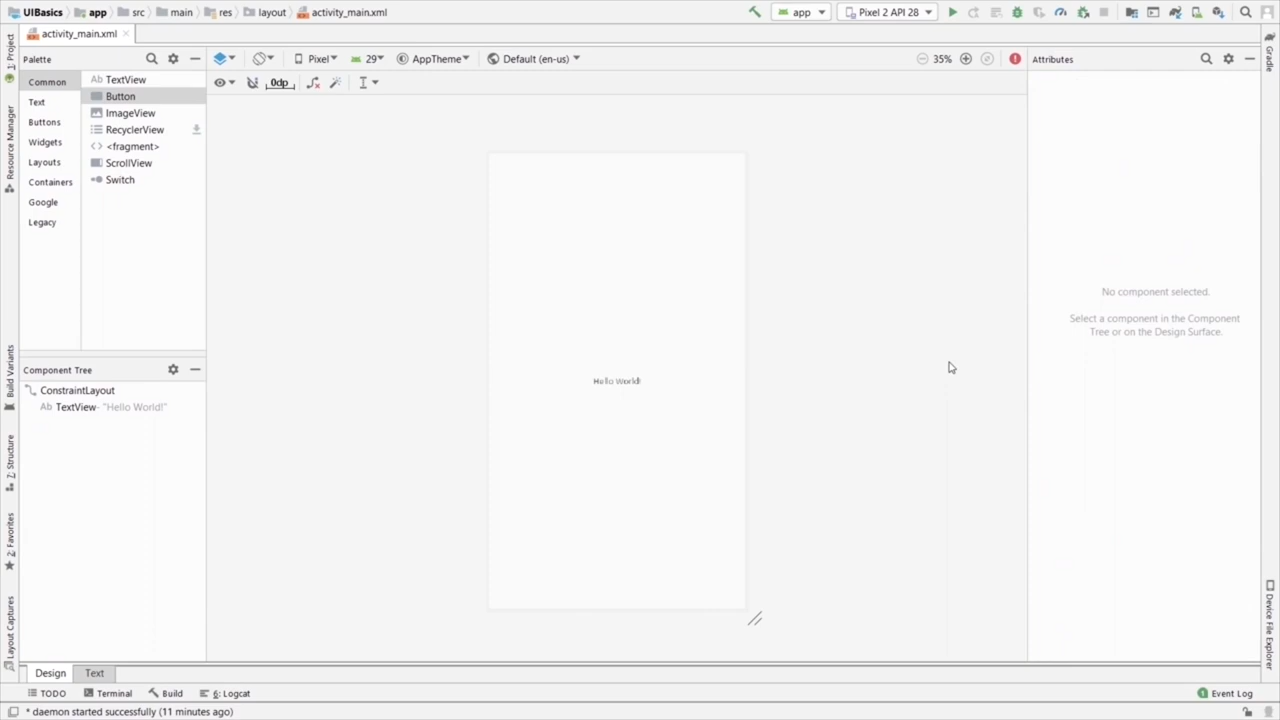 UIBasics app src main res layout activity_main.xml app Pixel 2 API 28
activity_main.xml
Palette
Pixel 29 AppTheme Default (en-us) 35%
Attributes
0dp
Common
Text
Buttons
Widgets
Layouts
Containers
Google
Legacy
Ab TextView
Button
ImageView
RecyclerView
<> <fragment>
ScrollView
Switch
Component Tree
ConstraintLayout
Ab TextView- "Hello World!"
Hello World!
No component selected.
Select a component in the Component
Tree or on the Design Surface.
1: Project
Resource Manager
Build Variants
7: Structure
2: Favorites
Layout Captures
Gradle
Device File Explorer
Design Text
TODO Terminal Build 6: Logcat
1 Event Log
* daemon started successfully (11 minutes ago)